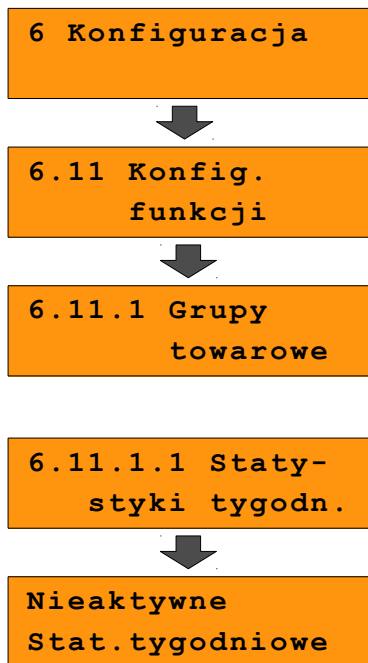 6 Konfiguracja
6.11 Konfig.
funkcji
6.11.1 Grupy
towarowe
6.11.1.1 Staty-
styki tygodn.
Nieaktywne
Stat.tygodniowe